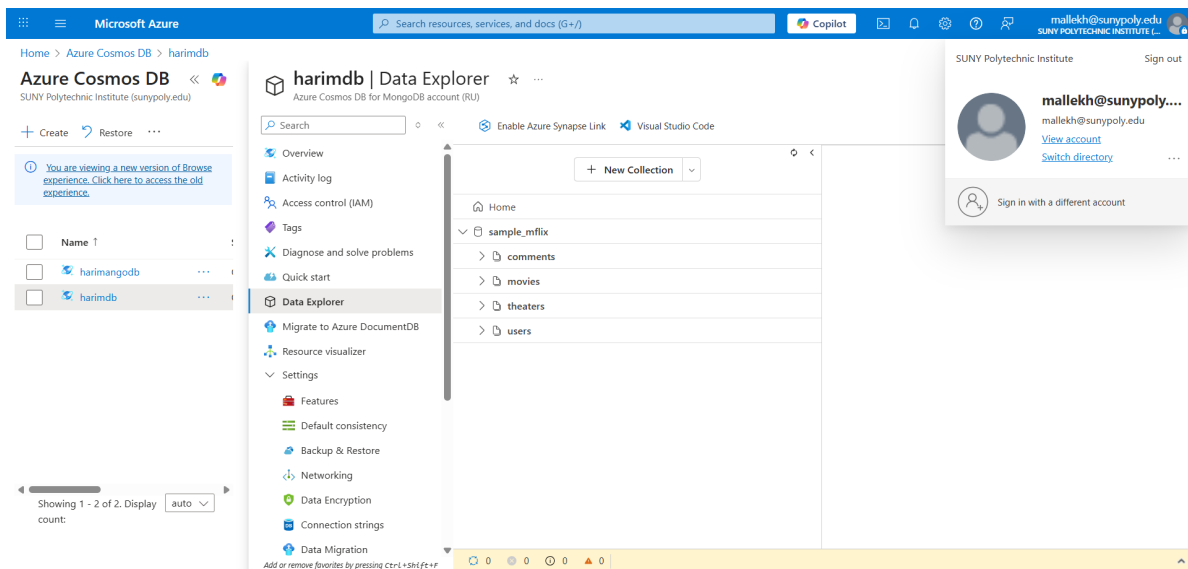 Microsoft Azure
Search resources, services, and docs (G+/)
Copilot
mallekh@sunypoly.edu
SUNY POLYTECHNIC INSTITUTE (...
Home > Azure Cosmos DB > harimdb
Azure Cosmos DB
SUNY Polytechnic Institute (sunypoly.edu)
+ Create
Restore
...
You are viewing a new version of Browse
experience. Click here to access the old
experience.
Name ↑
harimangodb ...
harimdb ...
Showing 1 - 2 of 2. Display auto
count:
harimdb | Data Explorer
...
Azure Cosmos DB for MongoDB account (RU)
Search
Overview
Activity log
Access control (IAM)
Tags
Diagnose and solve problems
Quick start
Data Explorer
Migrate to Azure DocumentDB
Resource visualizer
Settings
Features
Default consistency
Backup & Restore
Networking
Data Encryption
Connection strings
Data Migration
Add or remove favorites by pressing Ctrl+Shift+F
Enable Azure Synapse Link
Visual Studio Code
+ New Collection
Home
sample_mflix
comments
movies
theaters
users
0 0 0 0
SUNY Polytechnic Institute
Sign out
mallekh@sunypoly....
mallekh@sunypoly.edu
View account
Switch directory
...
Sign in with a different account